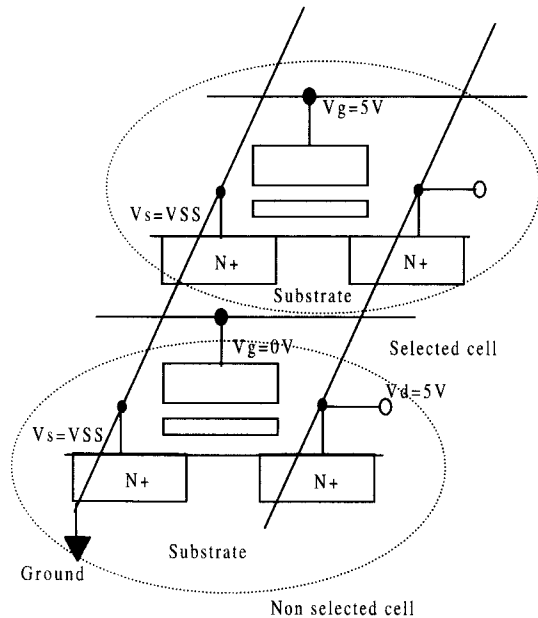 Vg=5V
Vs=VSS
N+ N+
Substrate
Vg=0V
Selected cell
Vd=5V
Vs=VSS
N+ N+
Substrate
Ground
Non selected cell